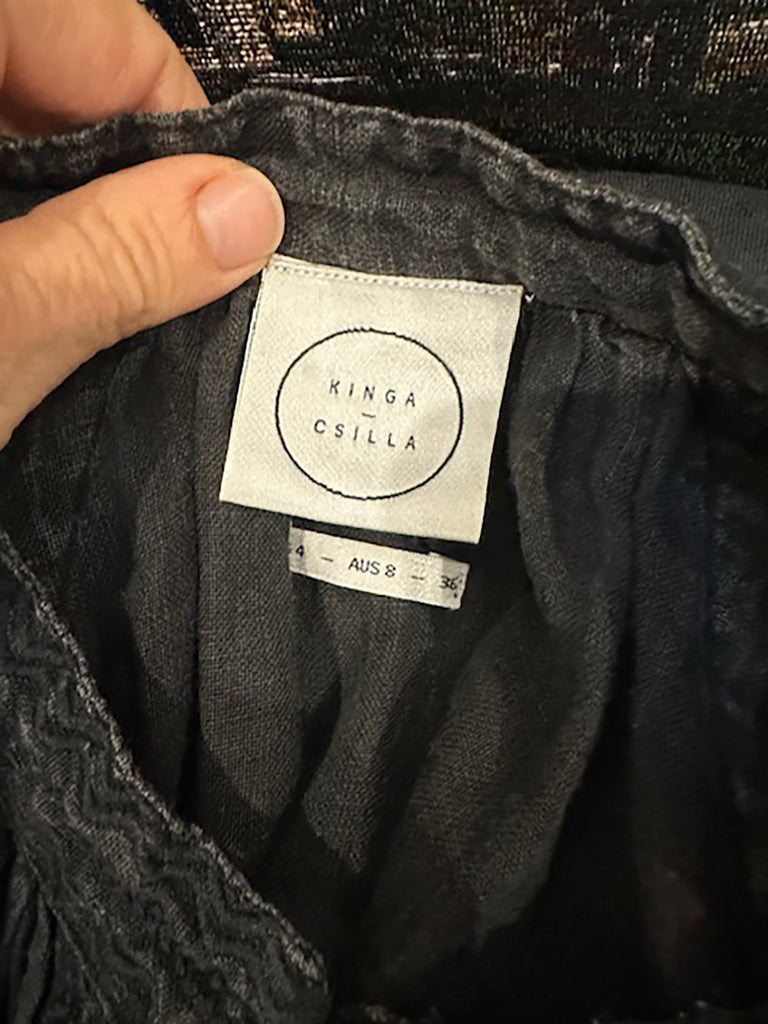 KINGA
—
CSILLA
4 — AUS 8 — 36